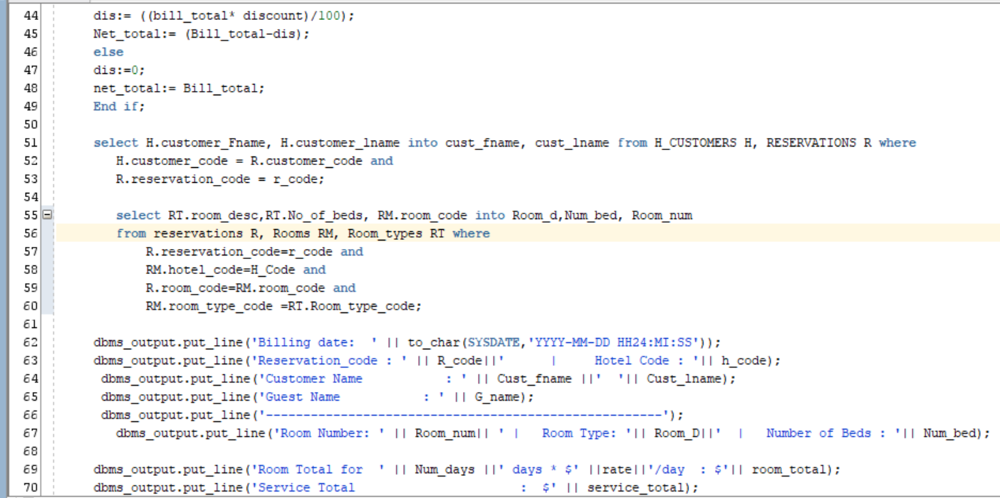 44 dis:= ((bill_total* discount)/100);
45 Net_total:= (Bill_total-dis);
46 else
47 dis:=0;
48 net_total:= Bill_total;
49 End if;
50
51 select H.customer_Fname, H.customer_lname into cust_fname, cust_lname from H_CUSTOMERS H, RESERVATIONS R where
52 H.customer_code = R.customer_code and
53 R.reservation_code = r_code;
54
55 select RT.room_desc,RT.No_of_beds, RM.room_code into Room_d,Num_bed, Room_num
56 from reservations R, Rooms RM, Room_types RT where
57 R.reservation_code=r_code and
58 RM.hotel_code=H_Code and
59 R.room_code=RM.room_code and
60 RM.room_type_code =RT.Room_type_code;
61
62 dbms_output.put_line('Billing date:  ' || to_char(SYSDATE,'YYYY-MM-DD HH24:MI:SS'));
63 dbms_output.put_line('Reservation_code : ' || R_code||'      |     Hotel Code : '|| h_code);
64 dbms_output.put_line('Customer Name           : ' || Cust_fname ||' '|| Cust_lname);
65 dbms_output.put_line('Guest Name           : ' || G_name);
66 dbms_output.put_line('-----------------------------------------------------');
67 dbms_output.put_line('Room Number: ' || Room_num|| ' |   Room Type: '|| Room_D||'  |   Number of Beds : '|| Num_bed);
68
69 dbms_output.put_line('Room Total for  ' || Num_days ||' days * $' ||rate||'/day  : $'|| room_total);
70 dbms_output.put_line('Service Total                      :  $' || service_total);